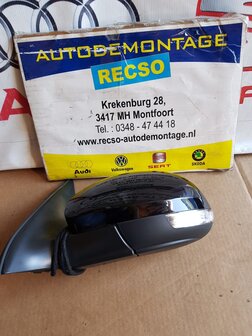 AUTODEMONTAGE
RECSO
Krekenburg 28,
3417 MH Montfoort
Tel. : 0348 - 47 44 18
www.recso-autodemontage.nl
Audi
Volkswagen
SEAT
SKODA